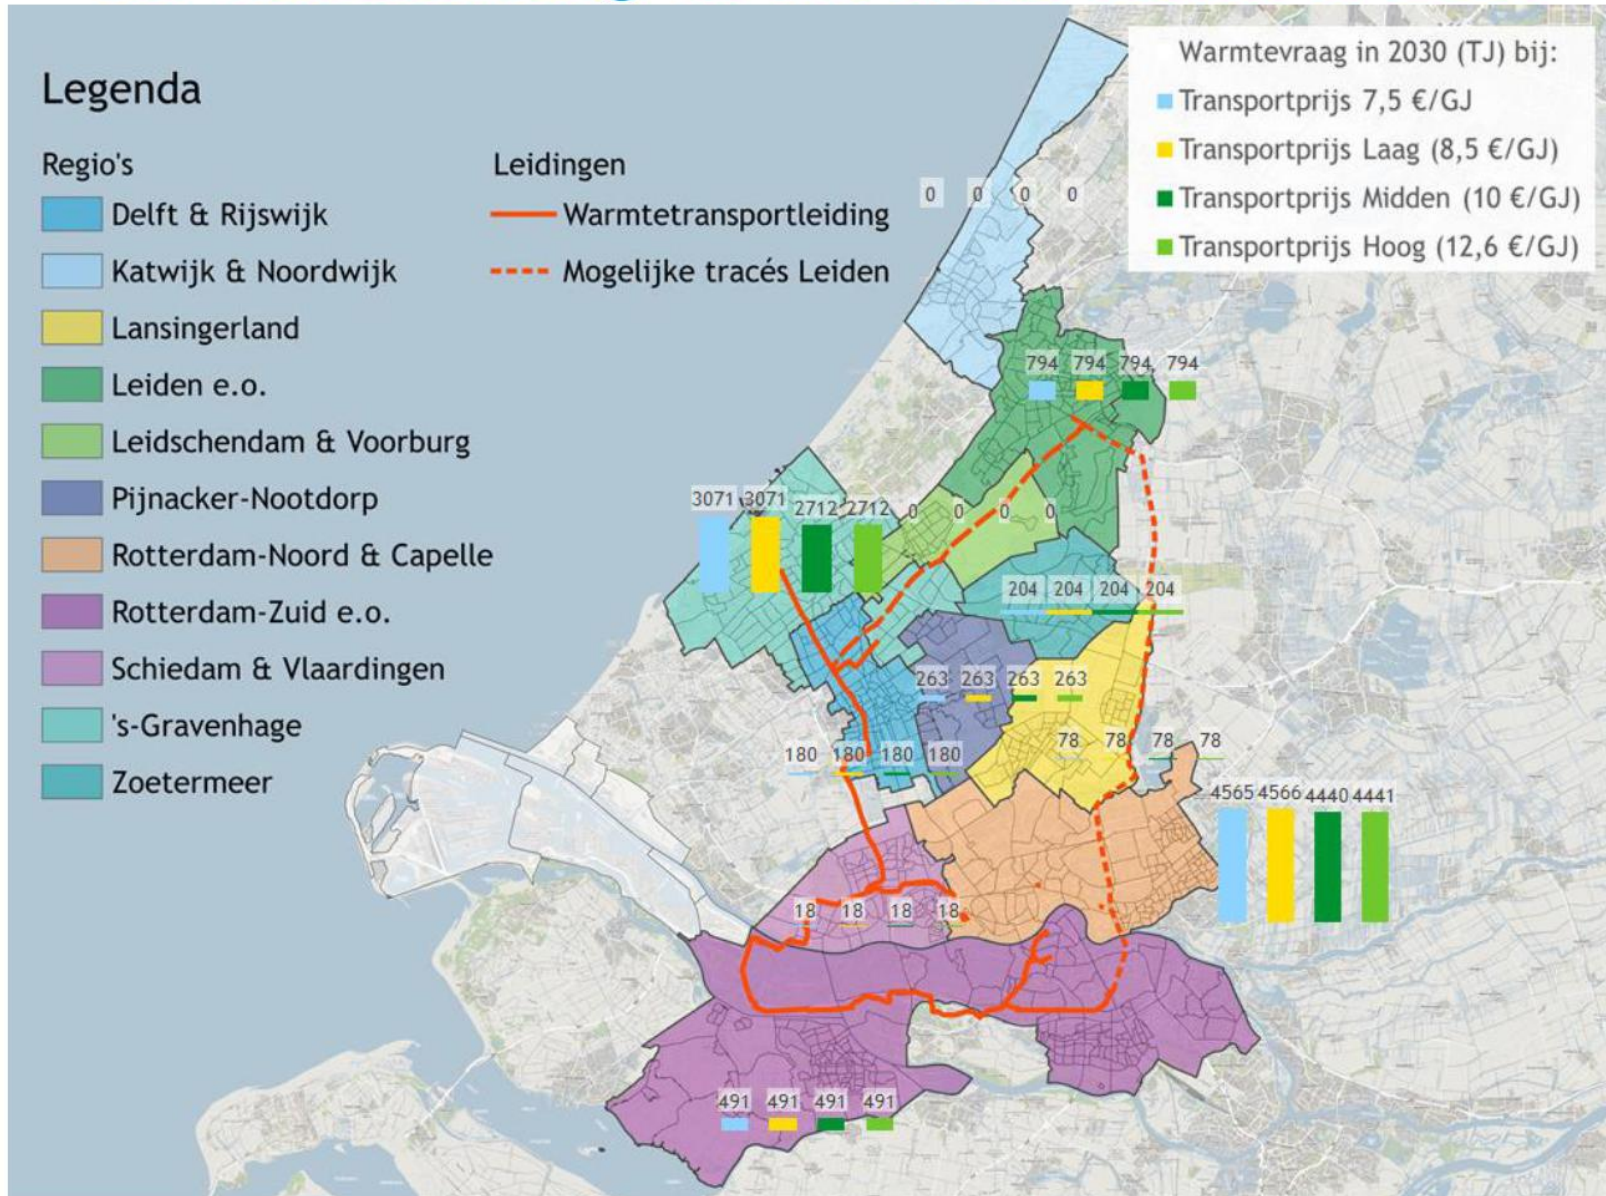 Legenda
Regio's
Delft & Rijswijk
Katwijk & Noordwijk
Lansingerland
Leiden e.o.
Leidschendam & Voorburg
Pijnacker-Nootdorp
Rotterdam-Noord & Capelle
Rotterdam-Zuid e.o.
Schiedam & Vlaardingen
's-Gravenhage
Zoetermeer
Leidingen
Warmtetransportleiding
Mogelijke tracés Leiden
Warmtevraag in 2030 (TJ) bij:
Transportprijs 7,5 €/GJ
Transportprijs Laag (8,5 €/GJ)
Transportprijs Midden (10 €/GJ)
Transportprijs Hoog (12,6 €/GJ)
0 0 0 0
794 794 794 794
3071 3071 2712 2712
0 0 0 0
204 204 204 204
263 263 263 263
180 180 180 180
78 78 78 78
4565 4566 4440 4441
18 18 18 18
491 491 491 491